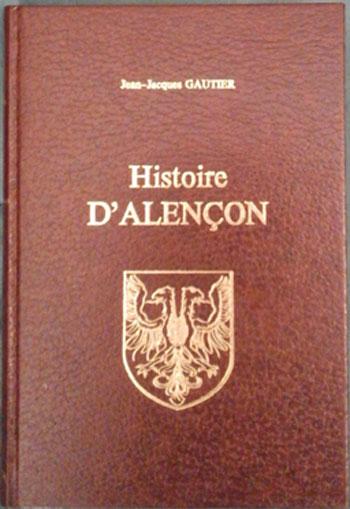 Jean-Jacques GAUTIER
Histoire
D'ALENÇON